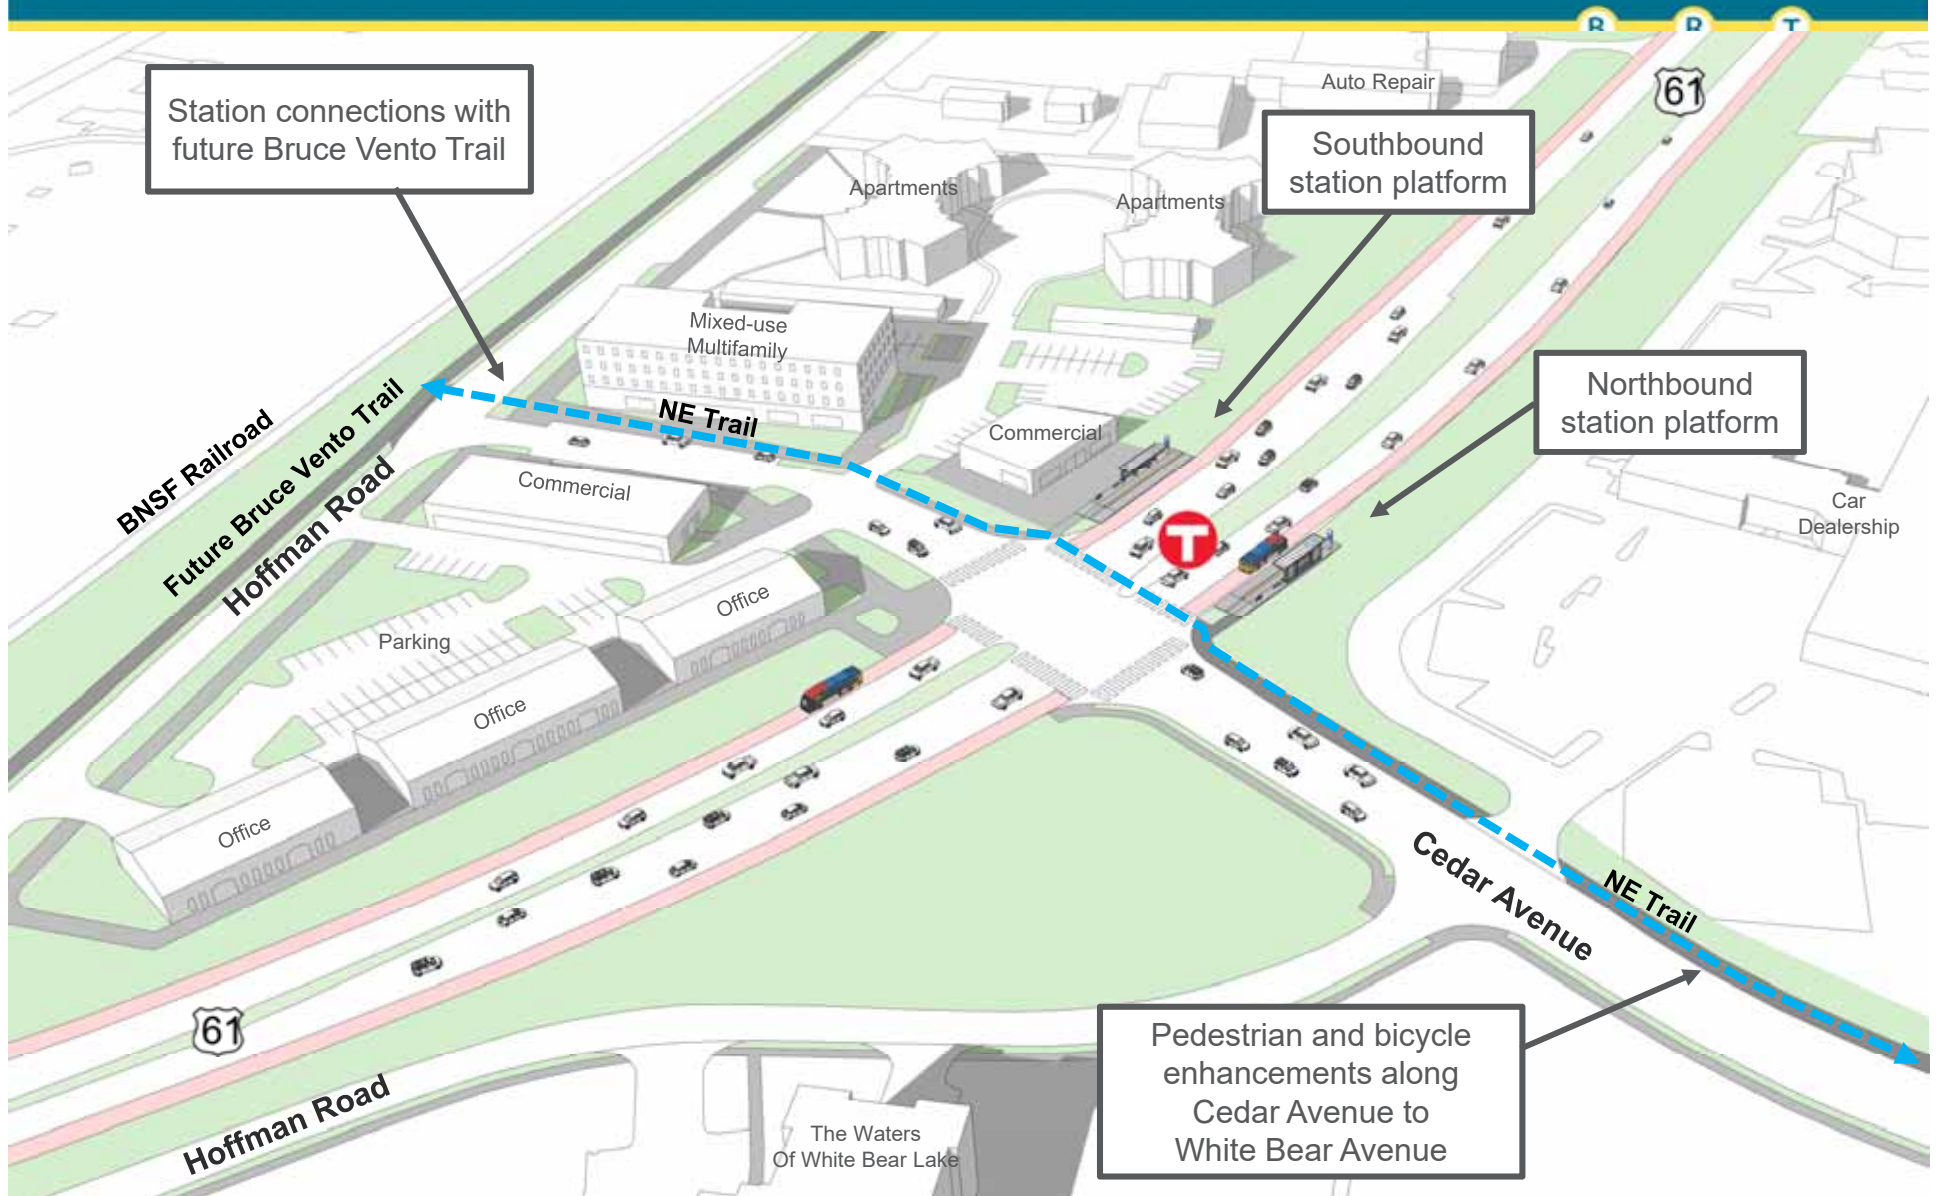 B R T
Auto Repair
61
Station connections with
future Bruce Vento Trail
Southbound
station platform
Apartments
Apartments
Mixed-use
Multifamily
Northbound
station platform
NE Trail
Commercial
BNSF Railroad
Future Bruce Vento Trail
Hoffman Road
Commercial
Car
Dealership
T
Office
Parking
Office
Office
Cedar Avenue
NE Trail
61
Hoffman Road
Pedestrian and bicycle
enhancements along
Cedar Avenue to
White Bear Avenue
The Waters
Of White Bear Lake